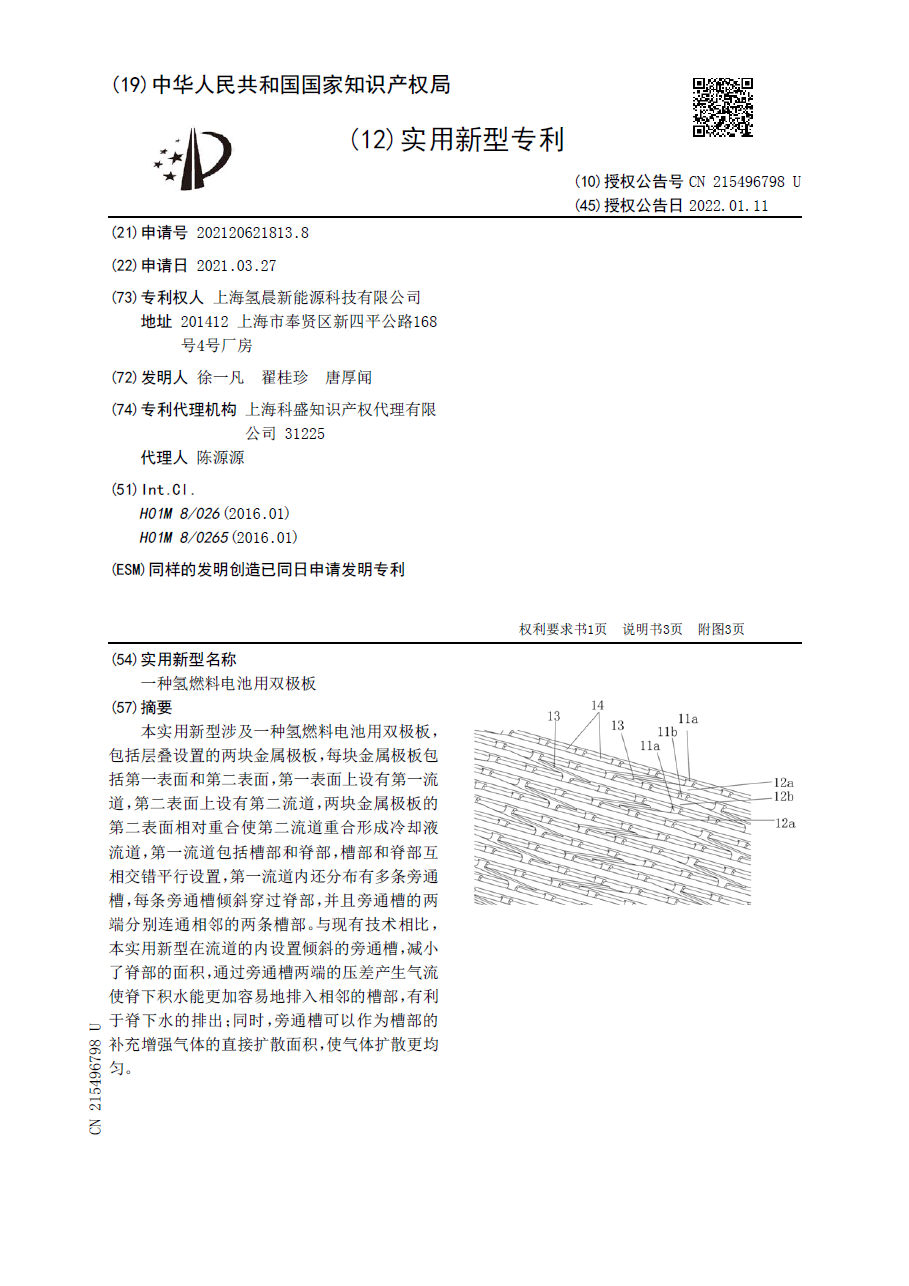 (19)中华人民共和国国家知识产权局
(12)实用新型专利
(10)授权公告号 CN 215496798 U
(45)授权公告日 2022.01.11
(21)申请号 202120621813.8
(22)申请日 2021.03.27
(73)专利权人 上海氢晨新能源科技有限公司
地址 201412 上海市奉贤区新四平公路168
号4号厂房
(72)发明人 徐一凡 翟桂珍 唐厚闻
(74)专利代理机构 上海科盛知识产权代理有限
公司 31225
代理人 陈源源
(51)Int.Cl.
H01M 8/026(2016.01)
H01M 8/0265(2016.01)
(ESM)同样的发明创造已同日申请发明专利
权利要求书1页 说明书3页 附图3页
(54)实用新型名称
一种氢燃料电池用双极板
(57)摘要
本实用新型涉及一种氢燃料电池用双极板,
包括层叠设置的两块金属极板,每块金属极板包
括第一表面和第二表面,第一表面上设有第一流
道,第二表面上设有第二流道,两块金属极板的
第二表面相对重合使第二流道重合形成冷却液
流道,第一流道包括槽部和脊部,槽部和脊部互
相交错平行设置,第一流道内还分布有多条旁通
槽,每条旁通槽倾斜穿过脊部,并且旁通槽的两
端分别连通相邻的两条槽部。与现有技术相比,
本实用新型在流道的内设置倾斜的旁通槽,减小
了脊部的面积,通过旁通槽两端的压差产生气流
使脊下积水能更加容易地排入相邻的槽部,有利
于脊下水的排出;同时,旁通槽可以作为槽部的
补充增强气体的直接扩散面积,使气体扩散更均
匀。
13
14
13
11a
11b
11a
12a
12b
12a
CN 215496798 U